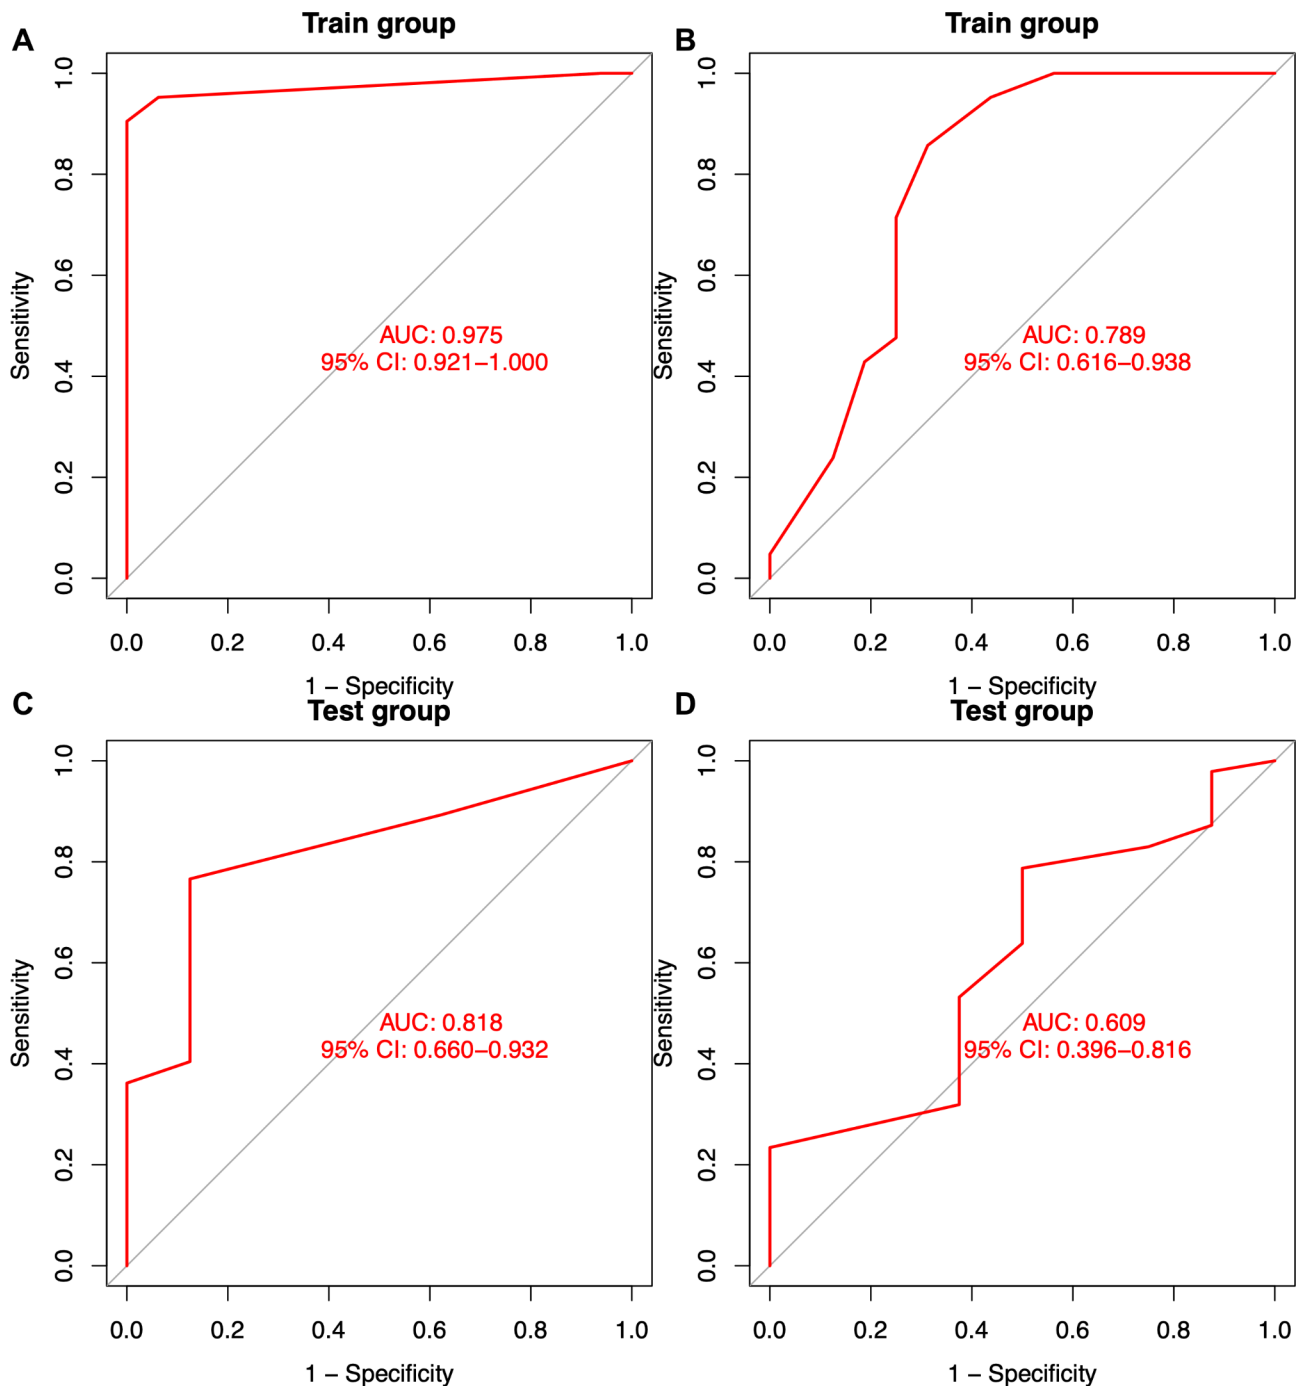 A
Train group
Sensitivity
1.0
0.8
0.6
0.4
0.2
0.0
AUC: 0.975
95% CI: 0.921–1.000
0.0 0.2 0.4 0.6 0.8 1.0
1 – Specificity
B
Train group
Sensitivity
1.0
0.8
0.6
0.4
0.2
0.0
AUC: 0.789
95% CI: 0.616–0.938
0.0 0.2 0.4 0.6 0.8 1.0
1 – Specificity
C
Test group
Sensitivity
1.0
0.8
0.6
0.4
0.2
0.0
AUC: 0.818
95% CI: 0.660–0.932
0.0 0.2 0.4 0.6 0.8 1.0
1 – Specificity
D
Test group
Sensitivity
1.0
0.8
0.6
0.4
0.2
0.0
AUC: 0.609
95% CI: 0.396–0.816
0.0 0.2 0.4 0.6 0.8 1.0
1 – Specificity